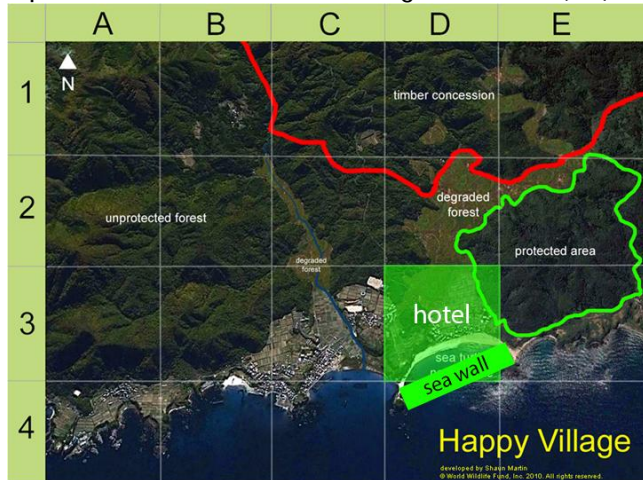 A B C D E
1
N
timber concession
2
unprotected forest
degraded
forest
degraded
forest
protected area
3
hotel
sea
sea wall
4
Happy Village
developed by Shaun Martin
© World Wildlife Fund, Inc. 2010. All rights reserved.